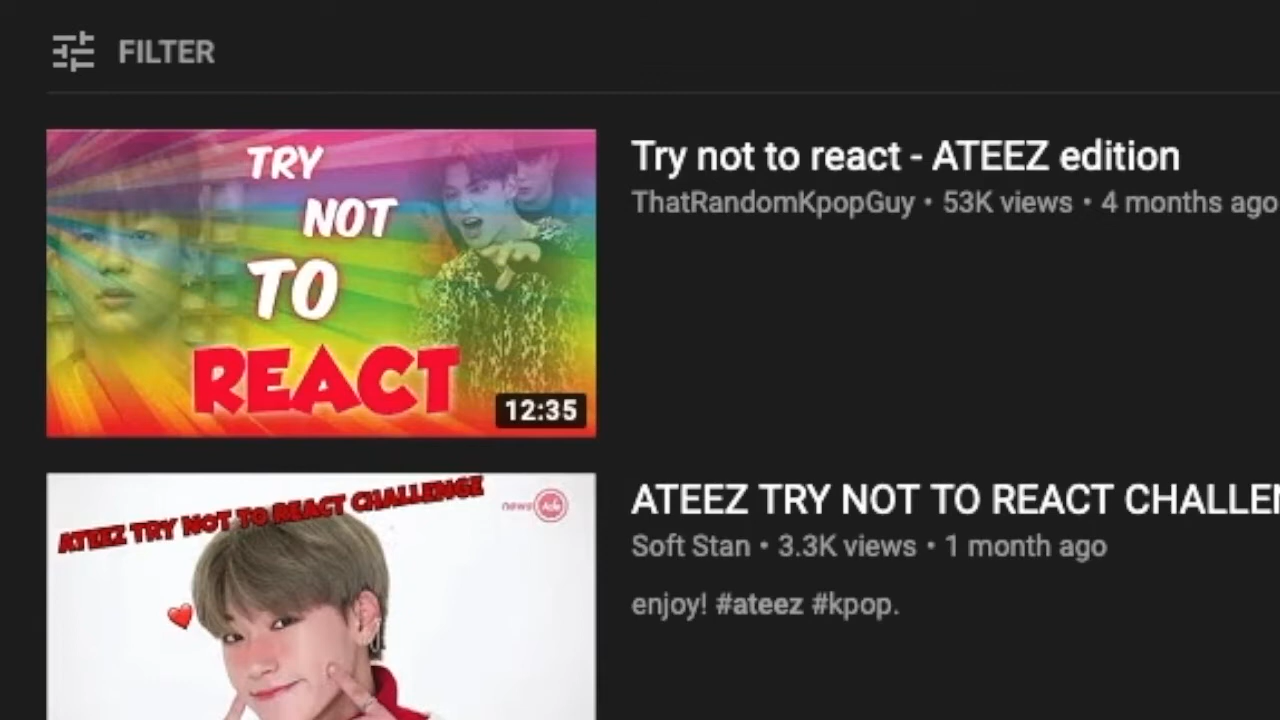 FILTER
TRY
NOT
TO
REACT
12:35
Try not to react - ATEEZ edition
ThatRandomKpopGuy • 53K views • 4 months ago
ATEEZ TRY NOT TO REACT CHALLENGE
news Ade
ATEEZ TRY NOT TO REACT CHALLEN
Soft Stan • 3.3K views • 1 month ago
enjoy! #ateez #kpop.